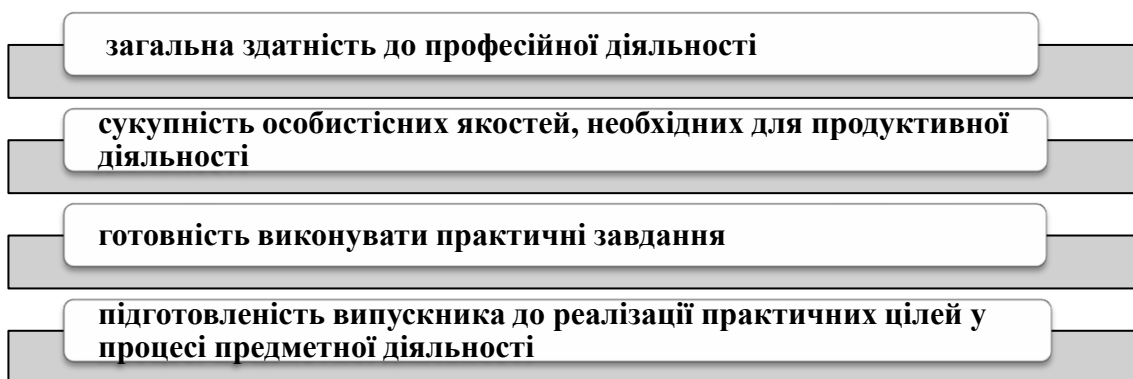 загальна здатність до професійної діяльності
сукупність особистісних якостей, необхідних для продуктивної
діяльності
готовність виконувати практичні завдання
підготовленість випускника до реалізації практичних цілей у
процесі предметної діяльності